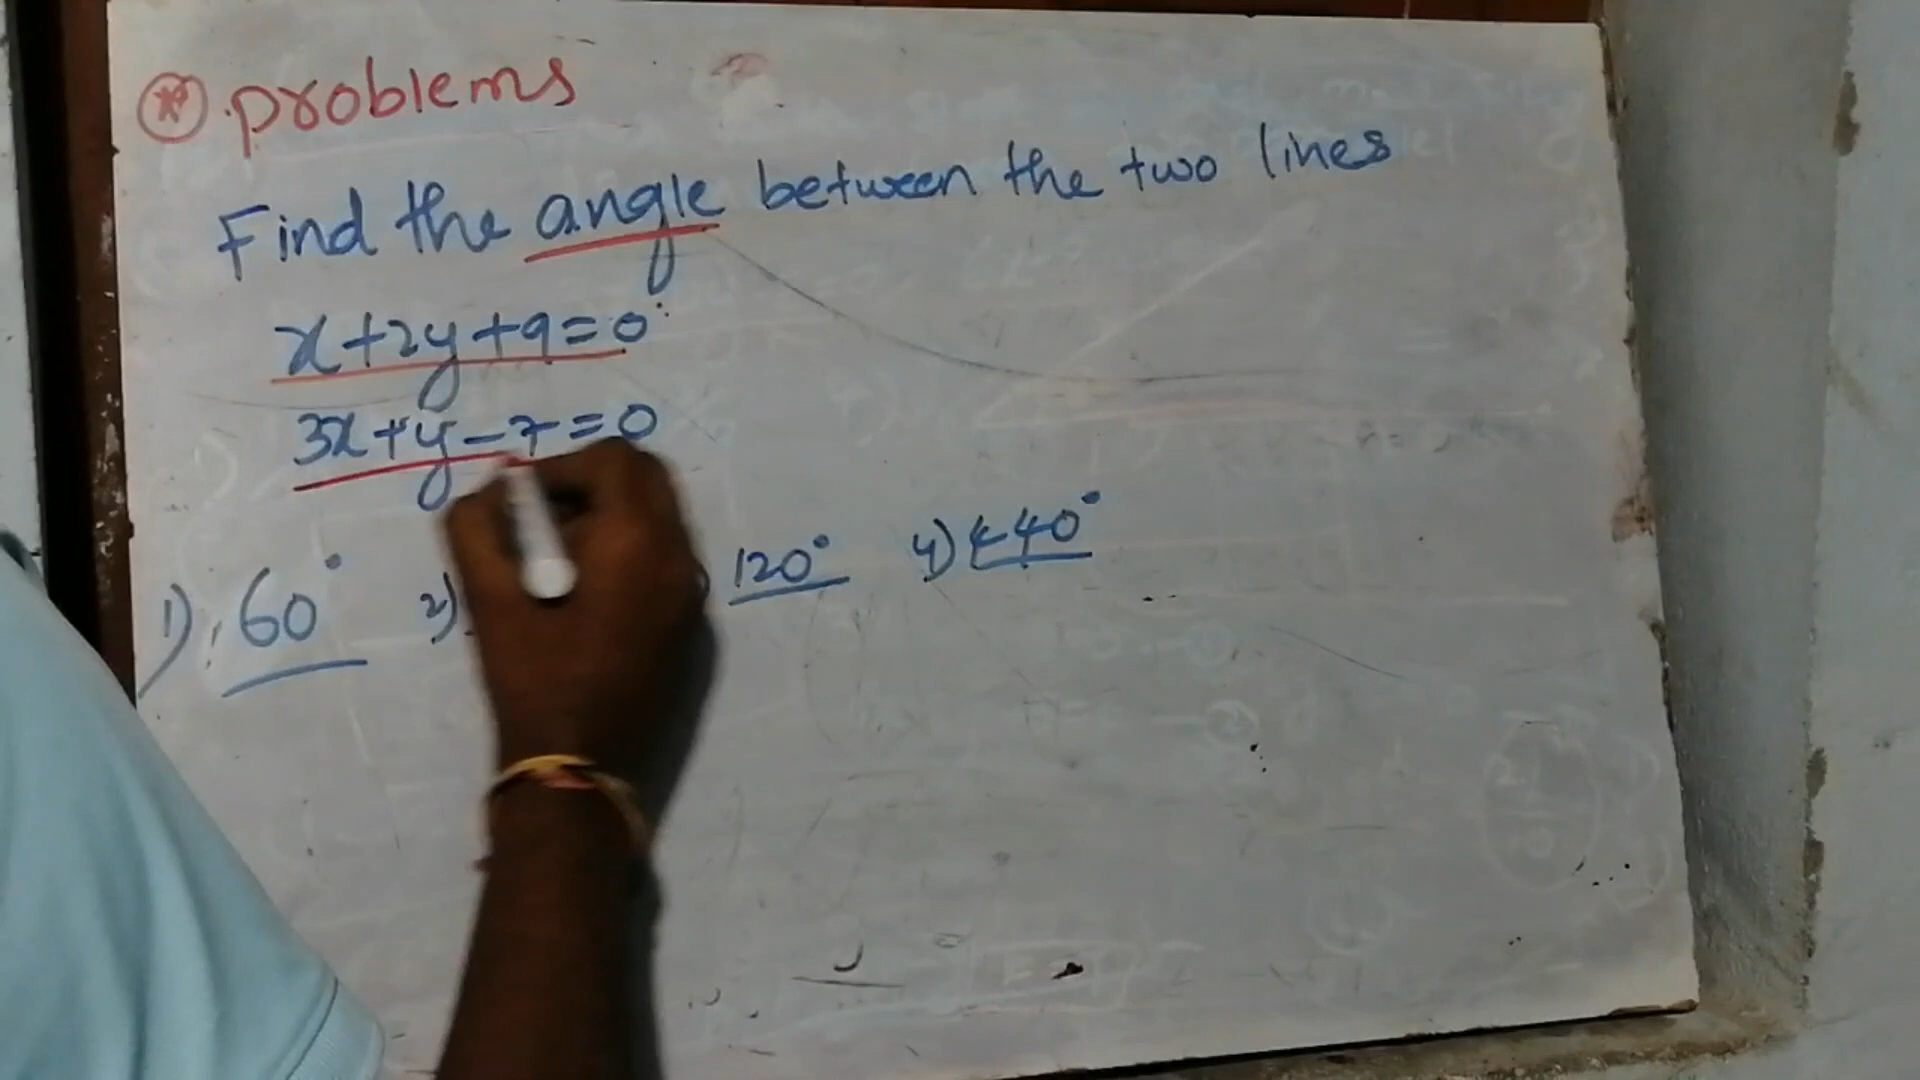 * problems
Find the angle between the two lines
x+2y+9=0
3x+y-7=0
1) 60° 2) 120° 4) 440°